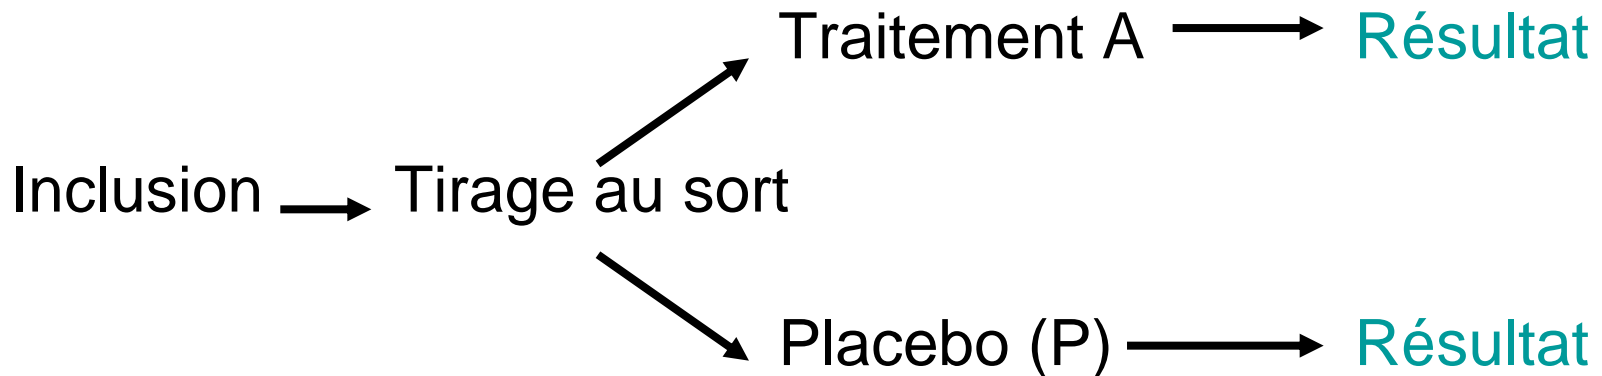 Traitement A Résultat
Inclusion Tirage au sort
Placebo (P) Résultat